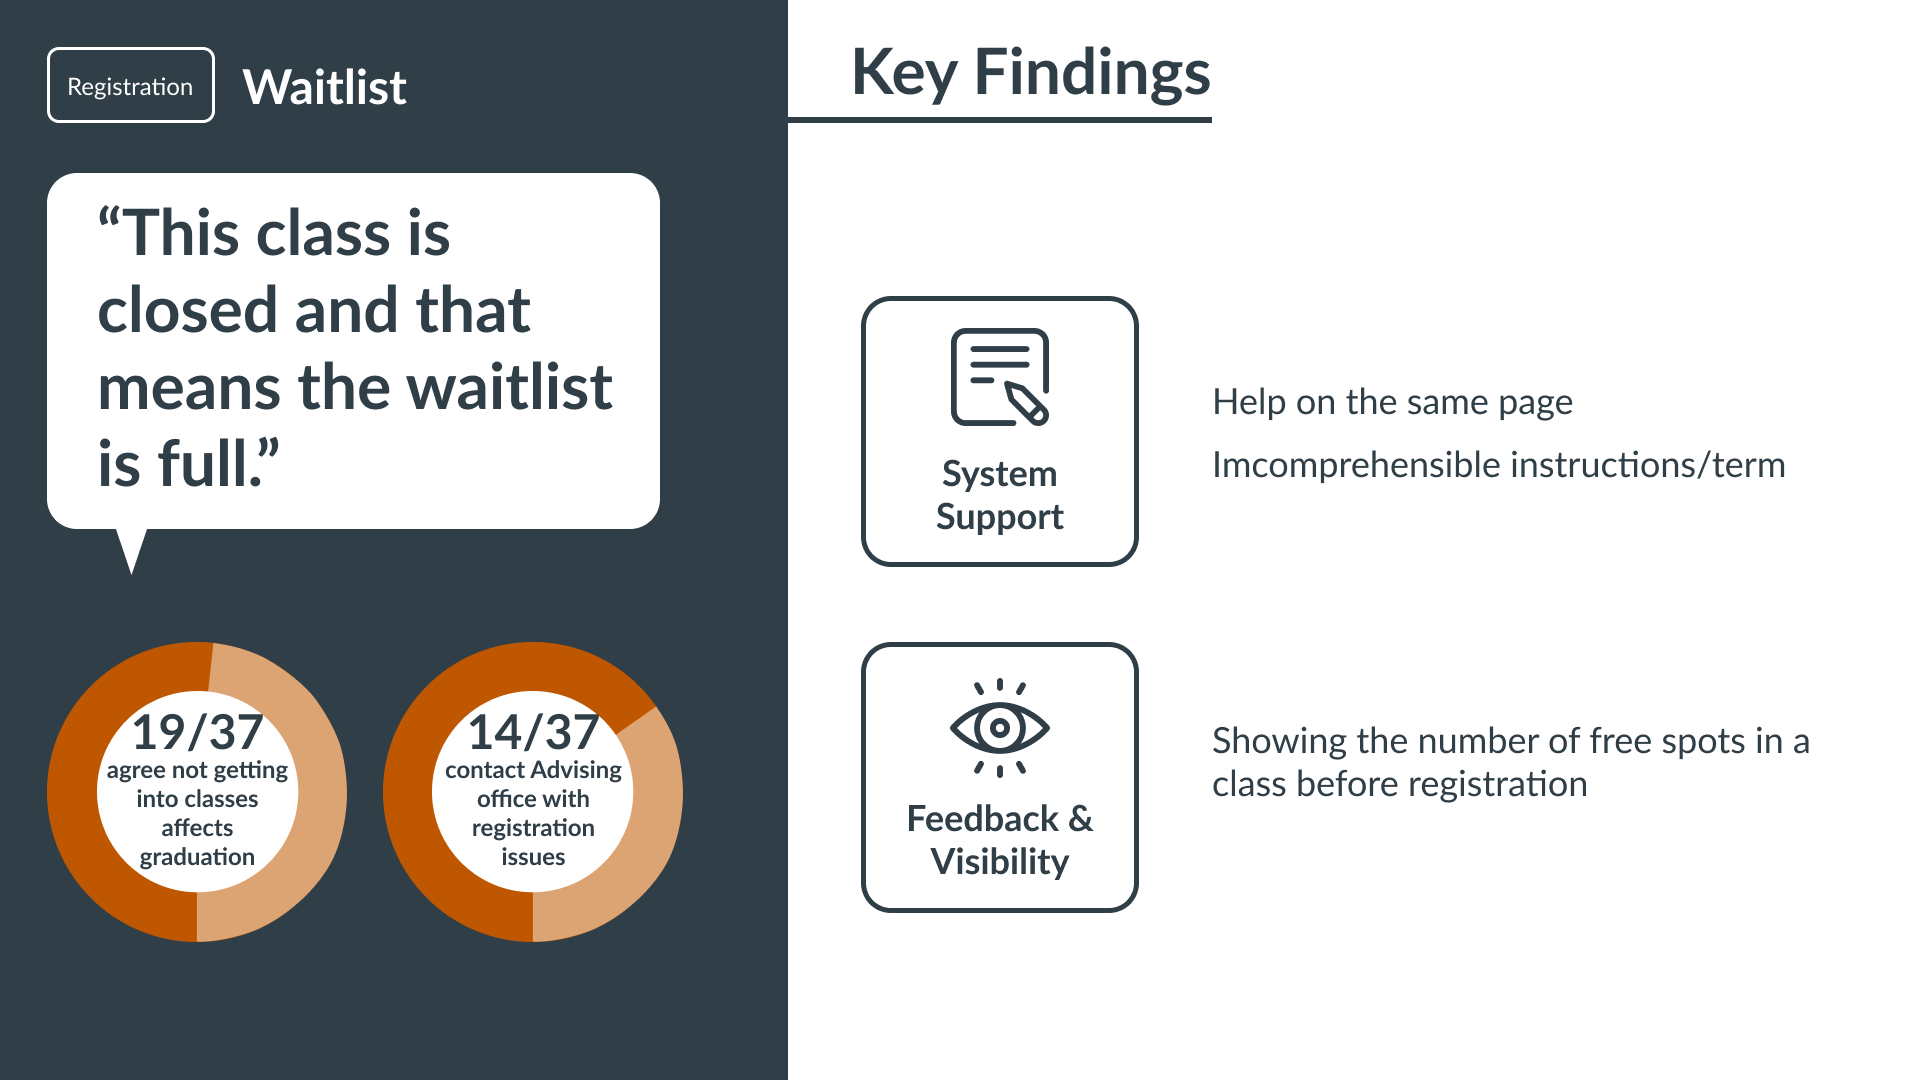 Registration
Waitlist
“This class is
closed and that
means the waitlist
is full.”
19/37
agree not getting
into classes
affects
graduation
14/37
contact Advising
office with
registration
issues
Key Findings
System
Support
Help on the same page
Imcomprehensible instructions/term
Feedback &
Visibility
Showing the number of free spots in a
class before registration